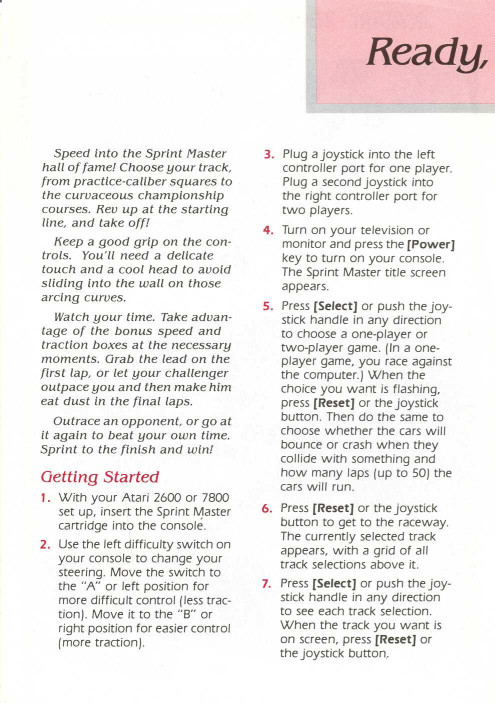 Ready,
Speed into the Sprint Master
hall of fame! Choose your track,
from practice-caliber squares to
the curvaceous championship
courses. Rev up at the starting
line, and take off!
Keep a good grip on the con-
trols. You'll need a delicate
touch and a cool head to avoid
sliding into the wall on those
arcing curves.
Watch your time. Take advan-
tage of the bonus speed and
traction boxes at the necessary
moments. Grab the lead on the
first lap, or let your challenger
outpace you and then make him
eat dust in the final laps.
Outrace an opponent, or go at
it again to beat your own time.
Sprint to the finish and win!
Getting Started
1. With your Atari 2600 or 7800
set up, insert the Sprint Master
cartridge into the console.
2. Use the left difficulty switch on
your console to change your
steering. Move the switch to
the "A" or left position for
more difficult control (less trac-
tion). Move it to the "B" or
right position for easier control
(more traction).
3. Plug a joystick into the left
controller port for one player.
Plug a second joystick into
the right controller port for
two players.
4. Turn on your television or
monitor and press the [Power]
key to turn on your console.
The Sprint Master title screen
appears.
5. Press [Select] or push the joy-
stick handle in any direction
to choose a one-player or
two-player game. (In a one-
player game, you race against
the computer.) When the
choice you want is flashing,
press [Reset] or the joystick
button. Then do the same to
choose whether the cars will
bounce or crash when they
collide with something and
how many laps (up to 50) the
cars will run.
6. Press [Reset] or the joystick
button to get to the raceway.
The currently selected track
appears, with a grid of all
track selections above it.
7. Press [Select] or push the joy-
stick handle in any direction
to see each track selection.
When the track you want is
on screen, press [Reset] or
the joystick button.